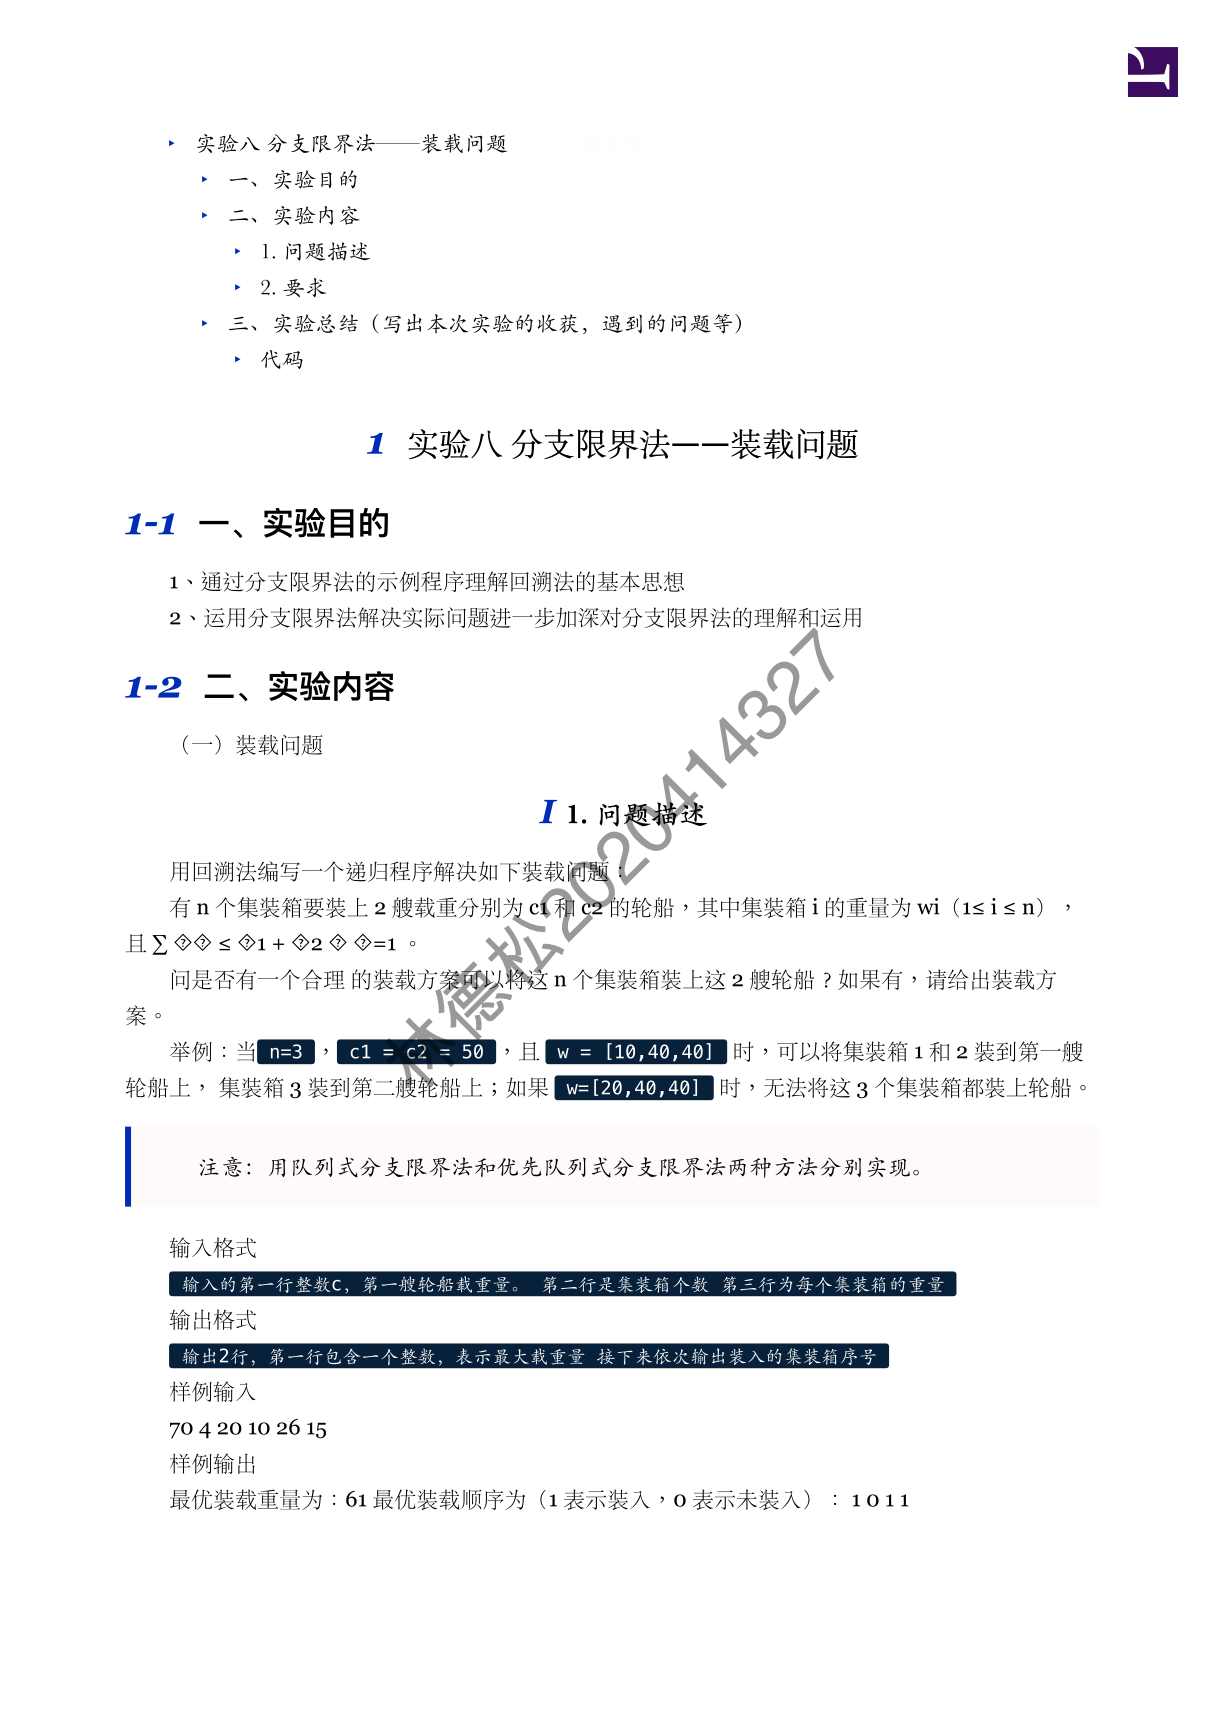 实验八 分支限界法——装载问题
一、实验目的
二、实验内容
1. 问题描述
2. 要求
三、实验总结（写出本次实验的收获，遇到的问题等）
代码
1 实验八 分支限界法——装载问题
1-1 一、实验目的
1、通过分支限界法的示例程序理解回溯法的基本思想
2、运用分支限界法解决实际问题进一步加深对分支限界法的理解和运用
1-2 二、实验内容
（一）装载问题
I 1. 问题描述
用回溯法编写一个递归程序解决如下装载问题：
有 n 个集装箱要装上 2 艘载重分别为 c1 和 c2 的轮船，其中集装箱 i 的重量为 wi（1≤ i ≤ n），
且 ∑ �� ≤ �1 + �2 � �=1 。
问是否有一个合理 的装载方案可以将这 n 个集装箱装上这 2 艘轮船？如果有，请给出装载方
案。
举例：当 n=3 ， c1 = c2 = 50 ，且 w = [10,40,40] 时，可以将集装箱 1 和 2 装到第一艘
轮船上， 集装箱 3 装到第二艘轮船上；如果 w=[20,40,40] 时，无法将这 3 个集装箱都装上轮船。
注意：用队列式分支限界法和优先队列式分支限界法两种方法分别实现。
输入格式
输入的第一行整数c，第一艘轮船载重量。 第二行是集装箱个数 第三行为每个集装箱的重量
输出格式
输出2行，第一行包含一个整数，表示最大载重量 接下来依次输出装入的集装箱序号
样例输入
70 4 20 10 26 15
样例输出
最优装载重量为：61 最优装载顺序为（1 表示装入，0 表示未装入）：1 0 1 1
林德松2020414327